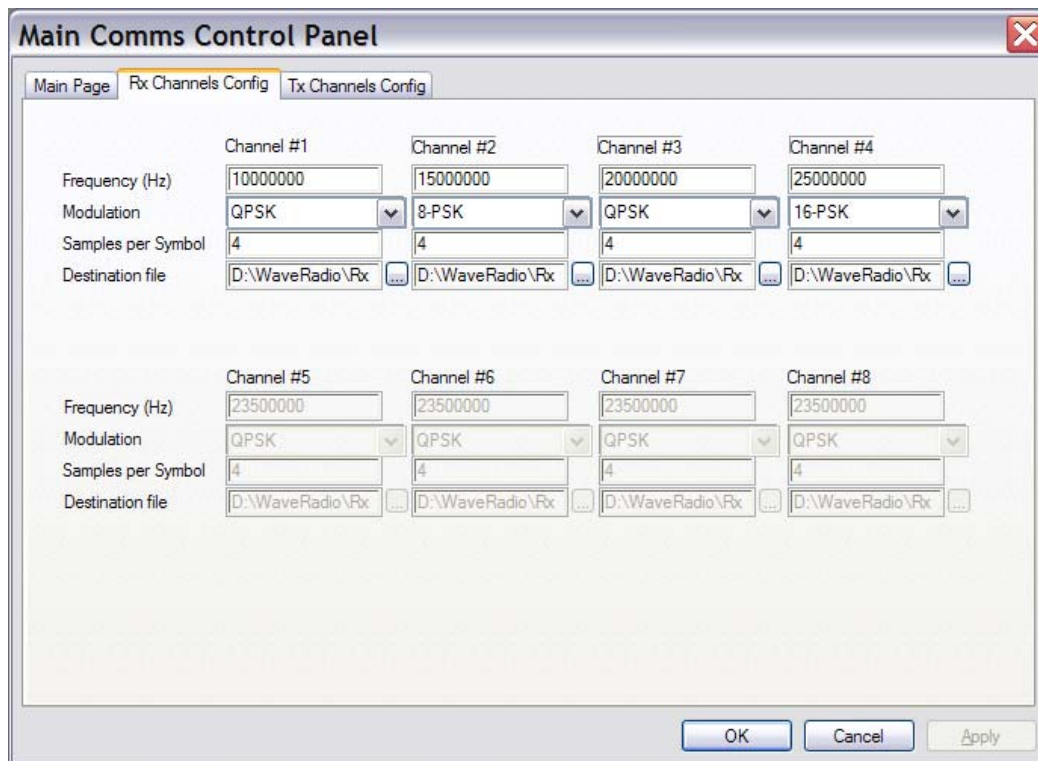 Main Comms Control Panel
Main Page Rx Channels Config Tx Channels Config
Channel #1 Channel #2 Channel #3 Channel #4
Frequency (Hz) 10000000 15000000 20000000 25000000
Modulation QPSK 8-PSK QPSK 16-PSK
Samples per Symbol 4 4 4 4
Destination file D:\WaveRadio\Rx ... D:\WaveRadio\Rx ... D:\WaveRadio\Rx ... D:\WaveRadio\Rx ...
Channel #5 Channel #6 Channel #7 Channel #8
Frequency (Hz) 23500000 23500000 23500000 23500000
Modulation QPSK QPSK QPSK QPSK
Samples per Symbol 4 4 4 4
Destination file D:\WaveRadio\Rx ... D:\WaveRadio\Rx ... D:\WaveRadio\Rx ... D:\WaveRadio\Rx ...
OK Cancel Apply